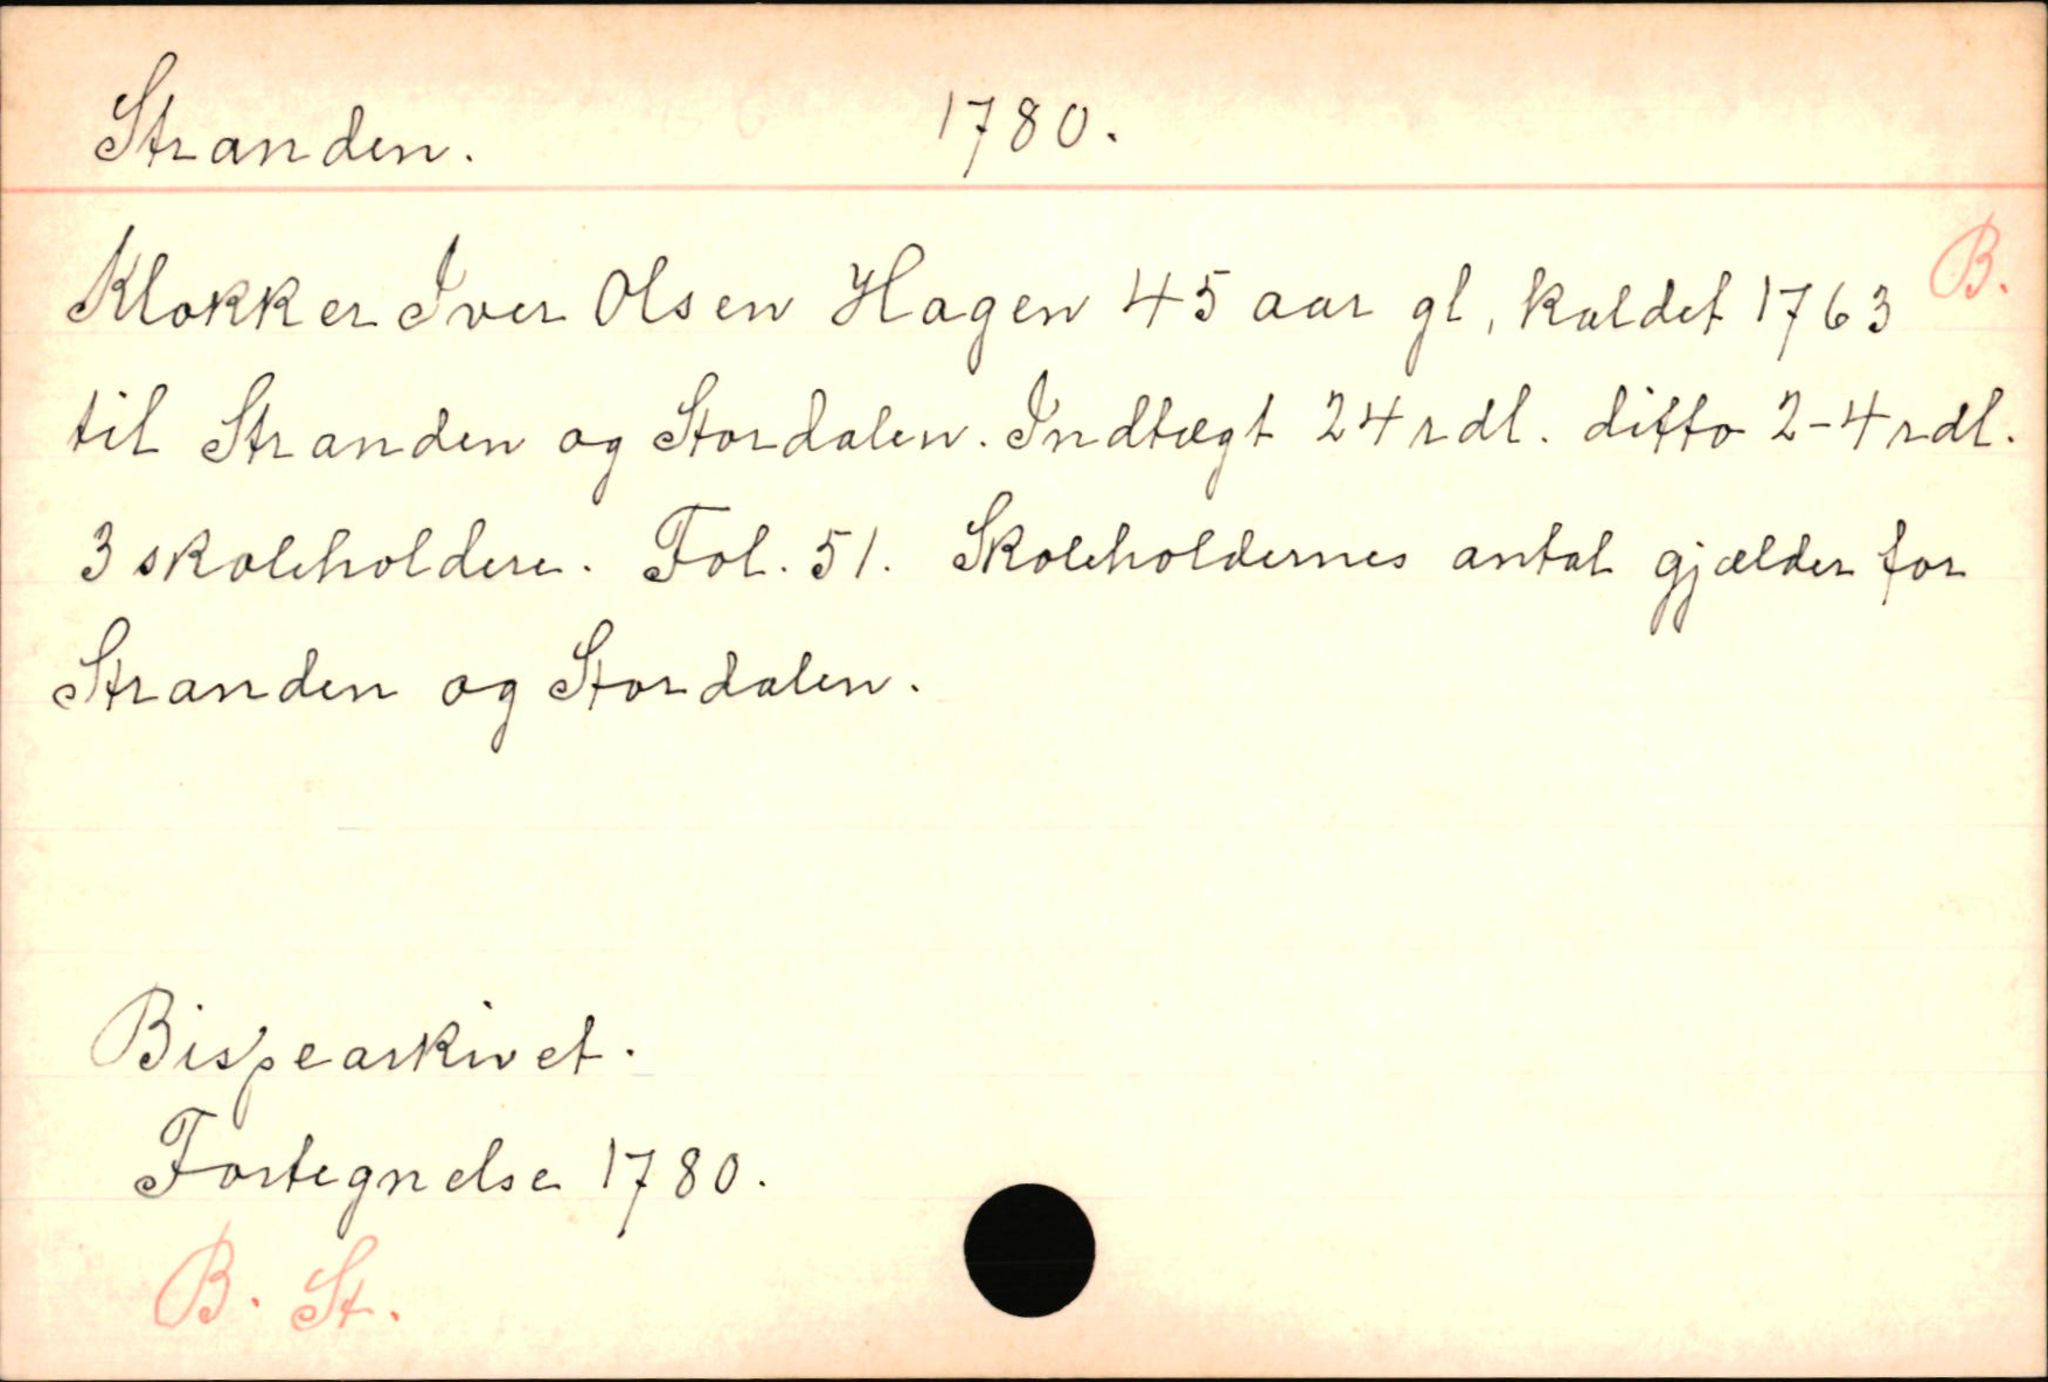 Stranden. 1780.
B.
Klokker Iver Olsen Hagen 45 aar gl, kaldet 1763
til Stranden og Stordalen. Indtægt 24 rdl. ditto 2-4 rdl.
3 skoleholdere. Fol. 51. Skoleholdernes antal gjælder for
Stranden og Stordalen.
Bispearkivet.
Fortegnelse 1780.
B. St.